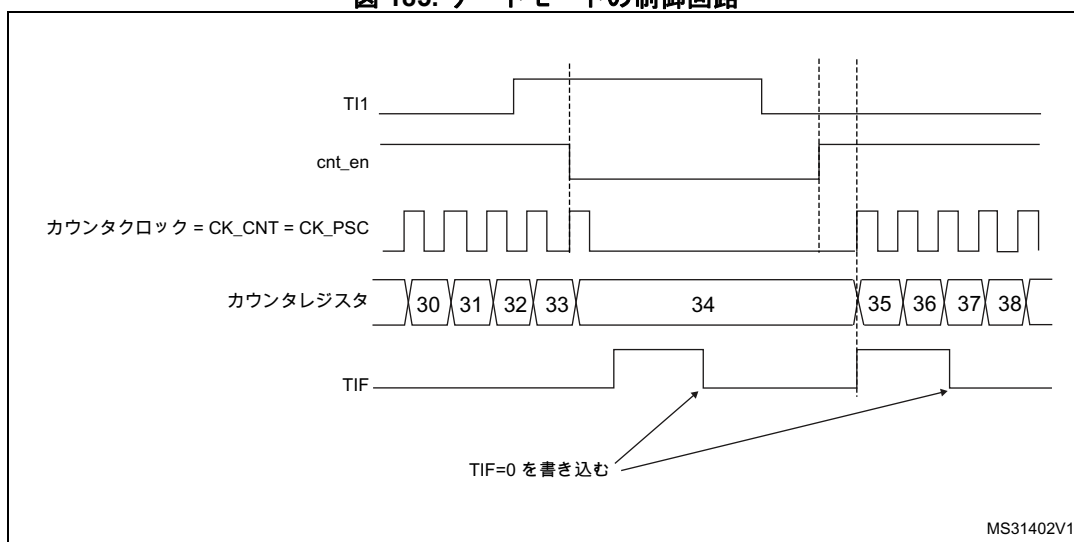 TI1
cnt_en
カウンタクロック = CK_CNT = CK_PSC
カウンタレジスタ 30 31 32 33 34 35 36 37 38
TIF
TIF=0 を書き込む
MS31402V1